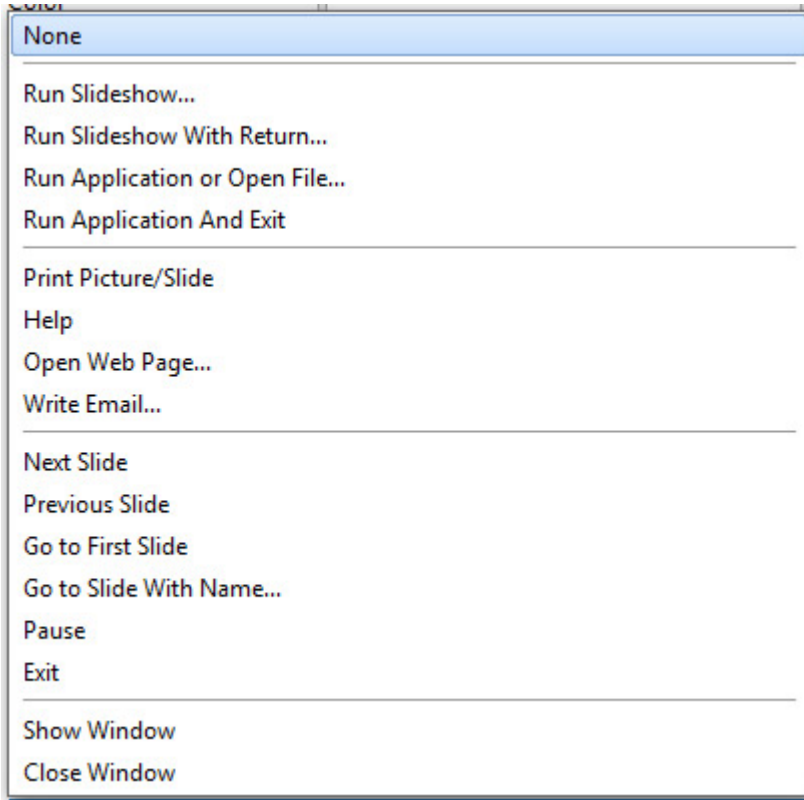 Color
None
Run Slideshow...
Run Slideshow With Return...
Run Application or Open File...
Run Application And Exit
Print Picture/Slide
Help
Open Web Page...
Write Email...
Next Slide
Previous Slide
Go to First Slide
Go to Slide With Name...
Pause
Exit
Show Window
Close Window